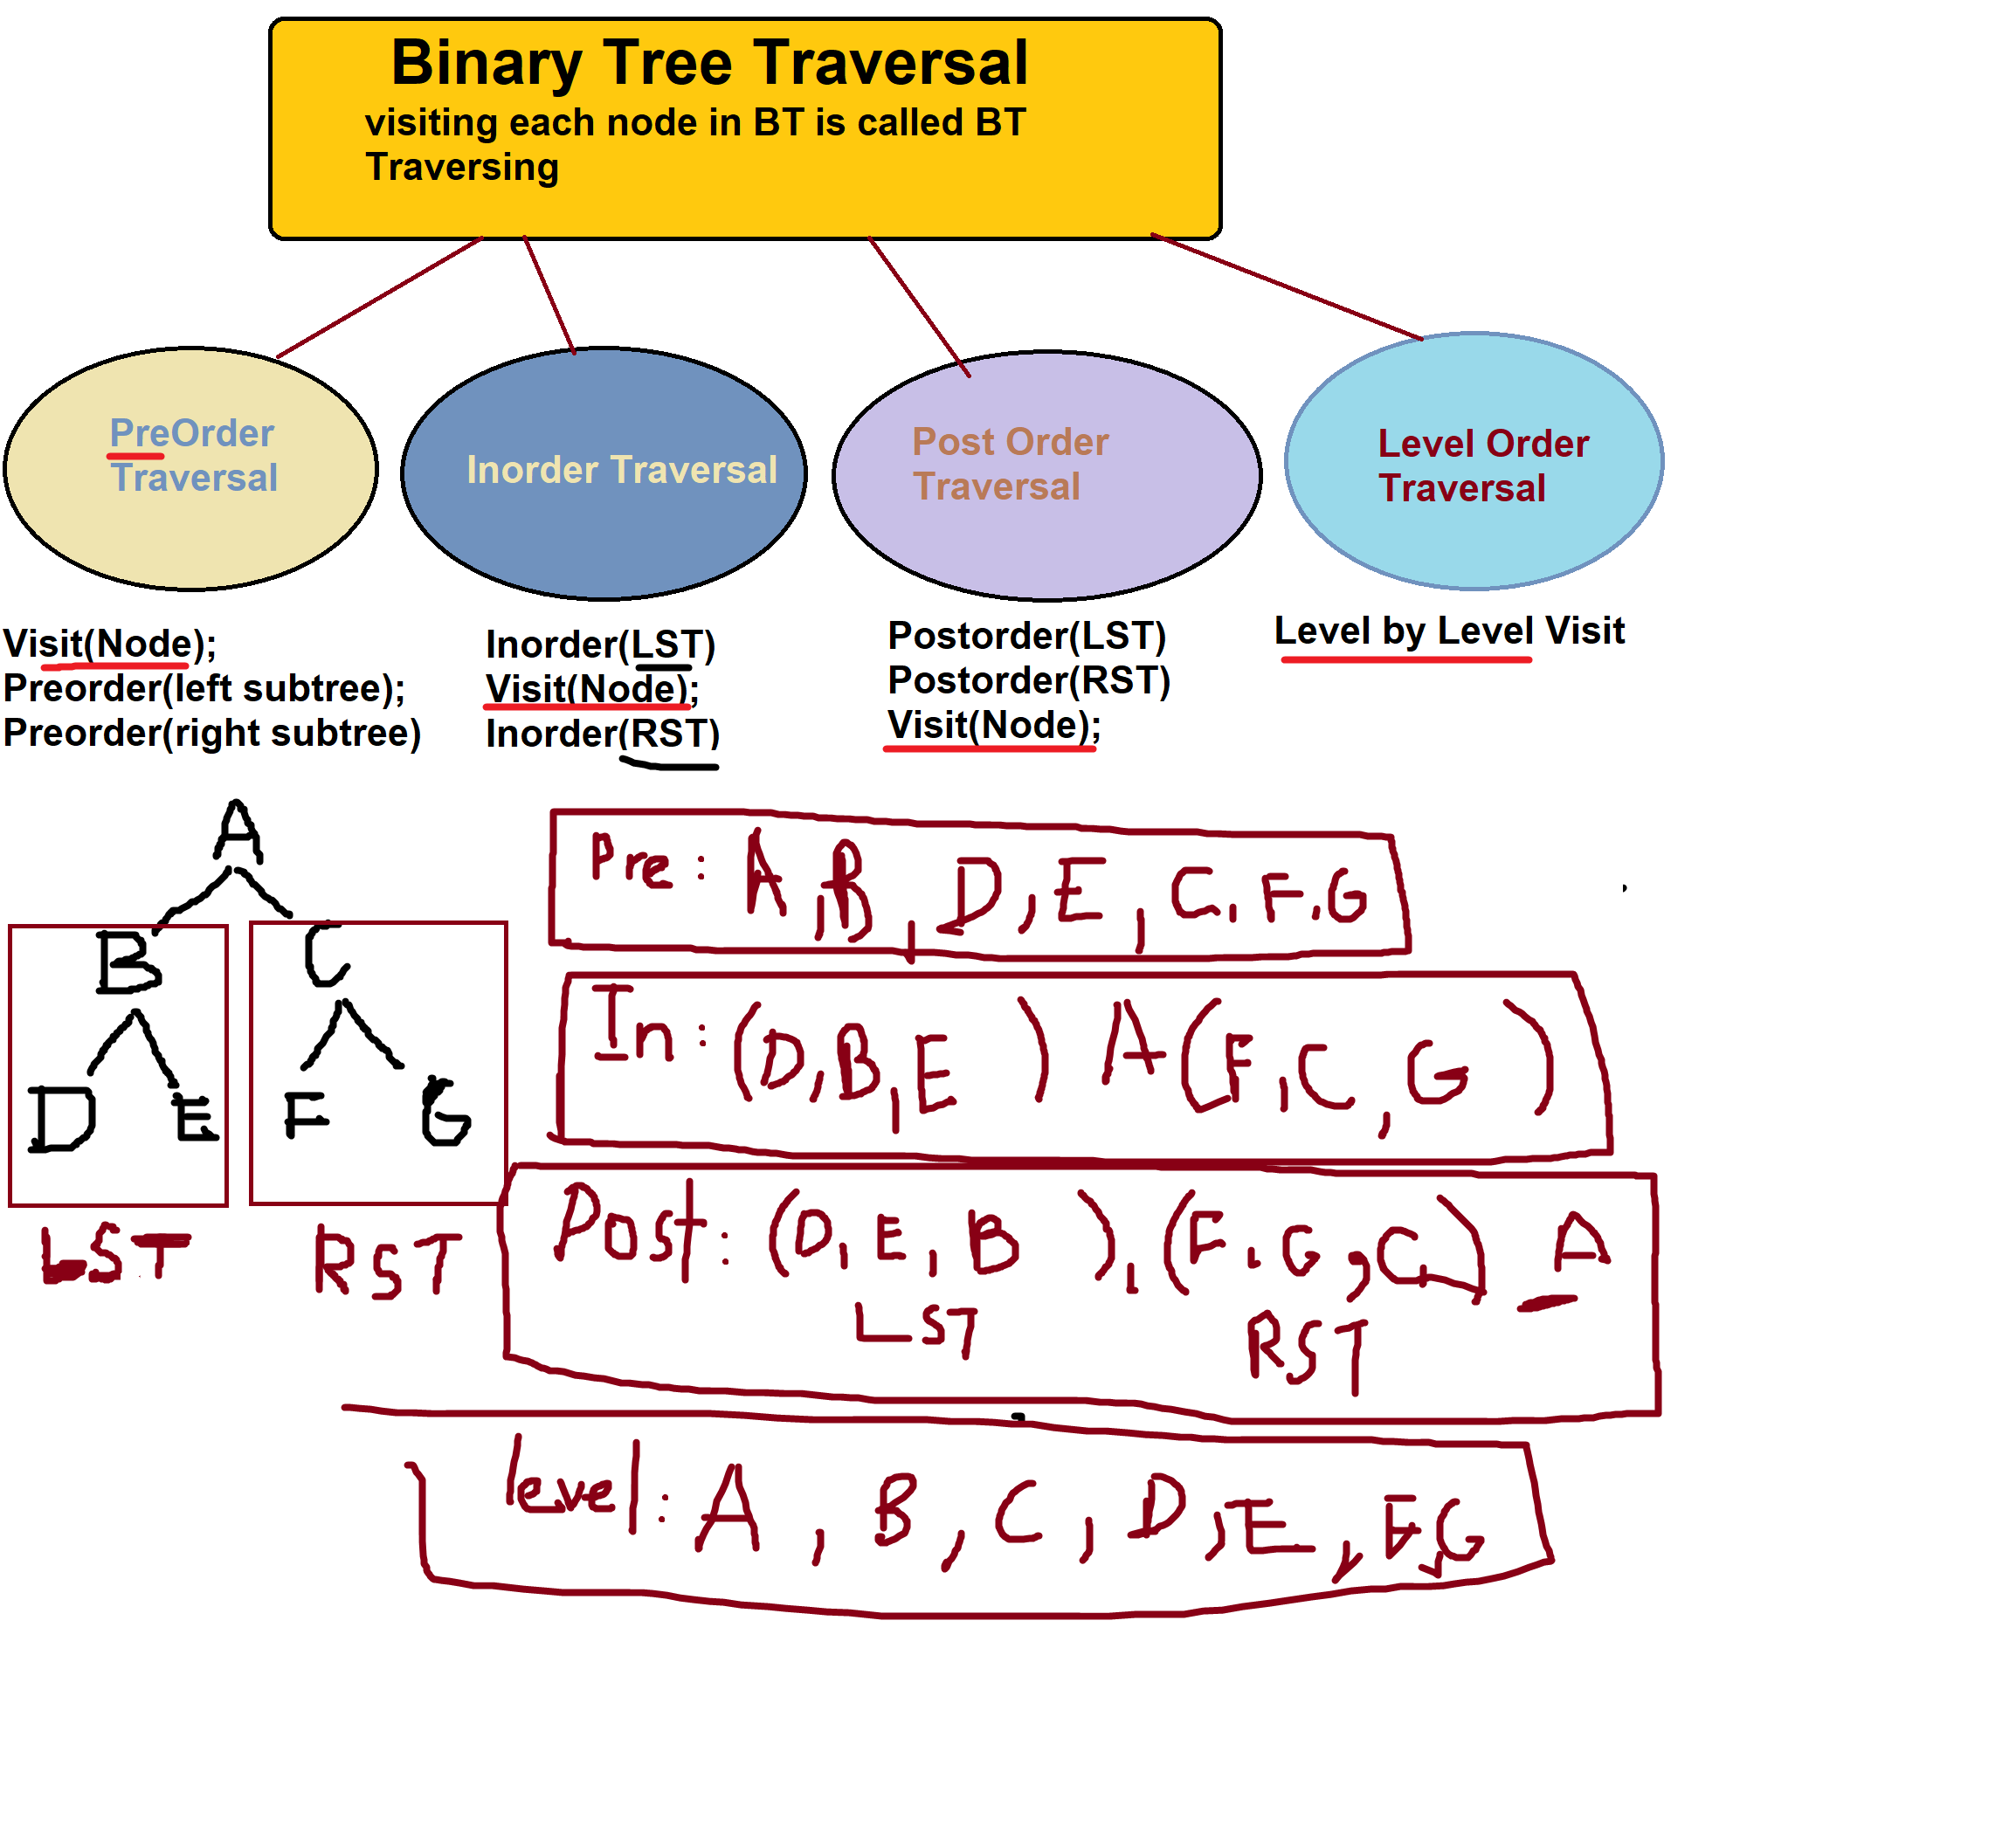 Binary Tree Traversal
visiting each node in BT is called BT
Traversing
PreOrder
Traversal
Inorder Traversal
Post Order
Traversal
Level Order
Traversal
Visit(Node);
Preorder(left subtree);
Preorder(right subtree)
Inorder(LST)
Visit(Node);
Inorder(RST)
Postorder(LST)
Postorder(RST)
Visit(Node);
Level by Level Visit
A
B C
D E F G
LST RST
Pre: A,B,D,E,C,F,G
In: (D,B,E) A(F,C,G)
Post: (D,E,B),(F,G,C) A
LST RST
level: A, B, C, D,E,F,G